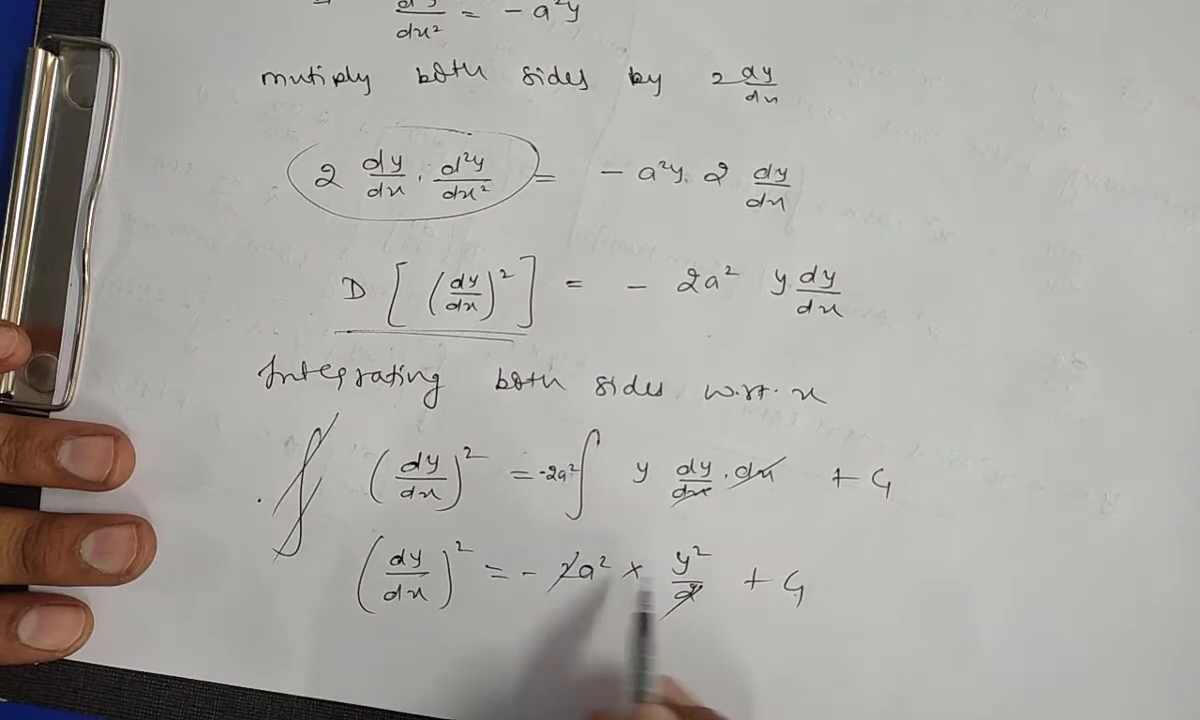 = d²y/dx² = - a²y
mutiply both sides by 2 dy/dx
2 dy/dx · d²y/dx² = - a²y. 2 dy/dx
D [ (dy/dx)² ] = - 2a² y dy/dx
Integrating both sides w.r.t. x
∫ (dy/dx)² = -2a² ∫ y dy/dx · dx + C₁
(dy/dx)² = - 2a² × y²/2 + C₁